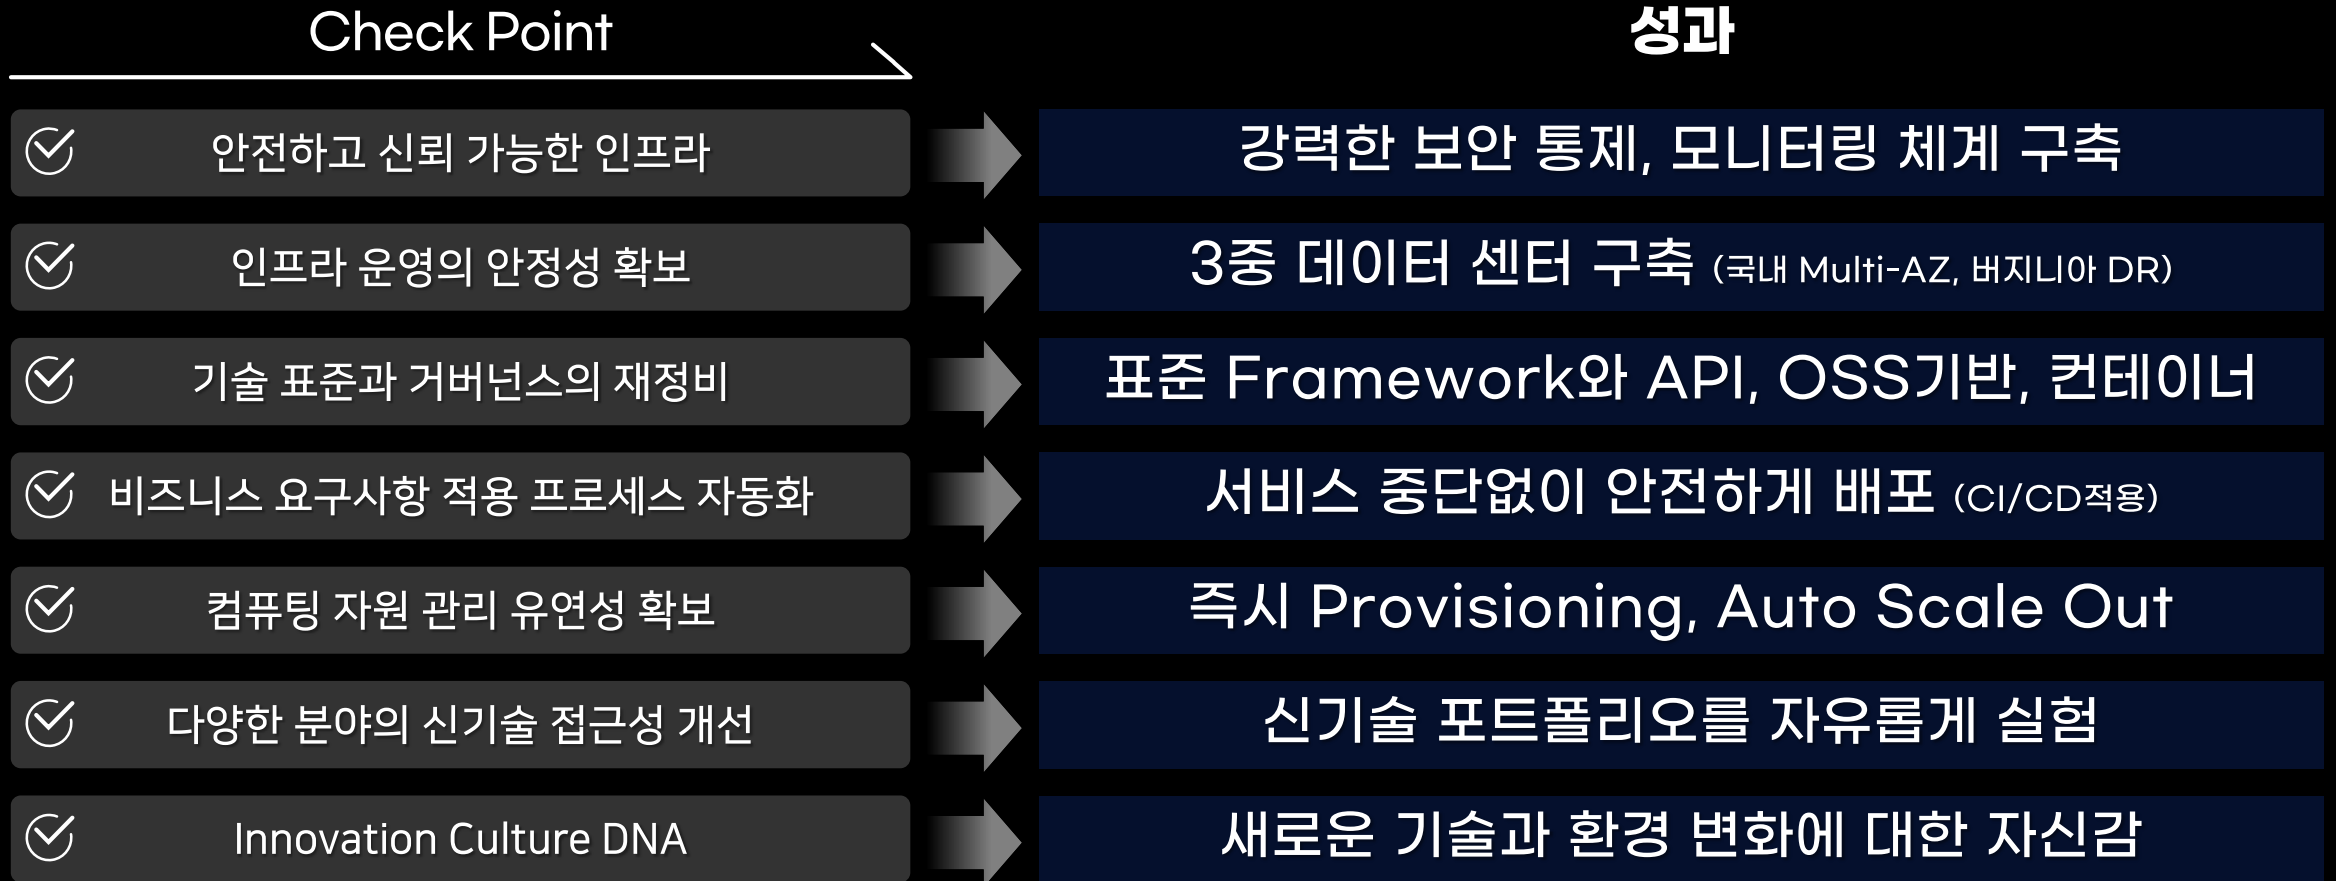 Check Point
성과
안전하고 신뢰 가능한 인프라
강력한 보안 통제, 모니터링 체계 구축
인프라 운영의 안정성 확보
3중 데이터 센터 구축 (국내 Multi-AZ, 버지니아 DR)
기술 표준과 거버넌스의 재정비
표준 Framework와 API, OSS기반, 컨테이너
비즈니스 요구사항 적용 프로세스 자동화
서비스 중단없이 안전하게 배포 (CI/CD적용)
컴퓨팅 자원 관리 유연성 확보
즉시 Provisioning, Auto Scale Out
다양한 분야의 신기술 접근성 개선
신기술 포트폴리오를 자유롭게 실험
Innovation Culture DNA
새로운 기술과 환경 변화에 대한 자신감